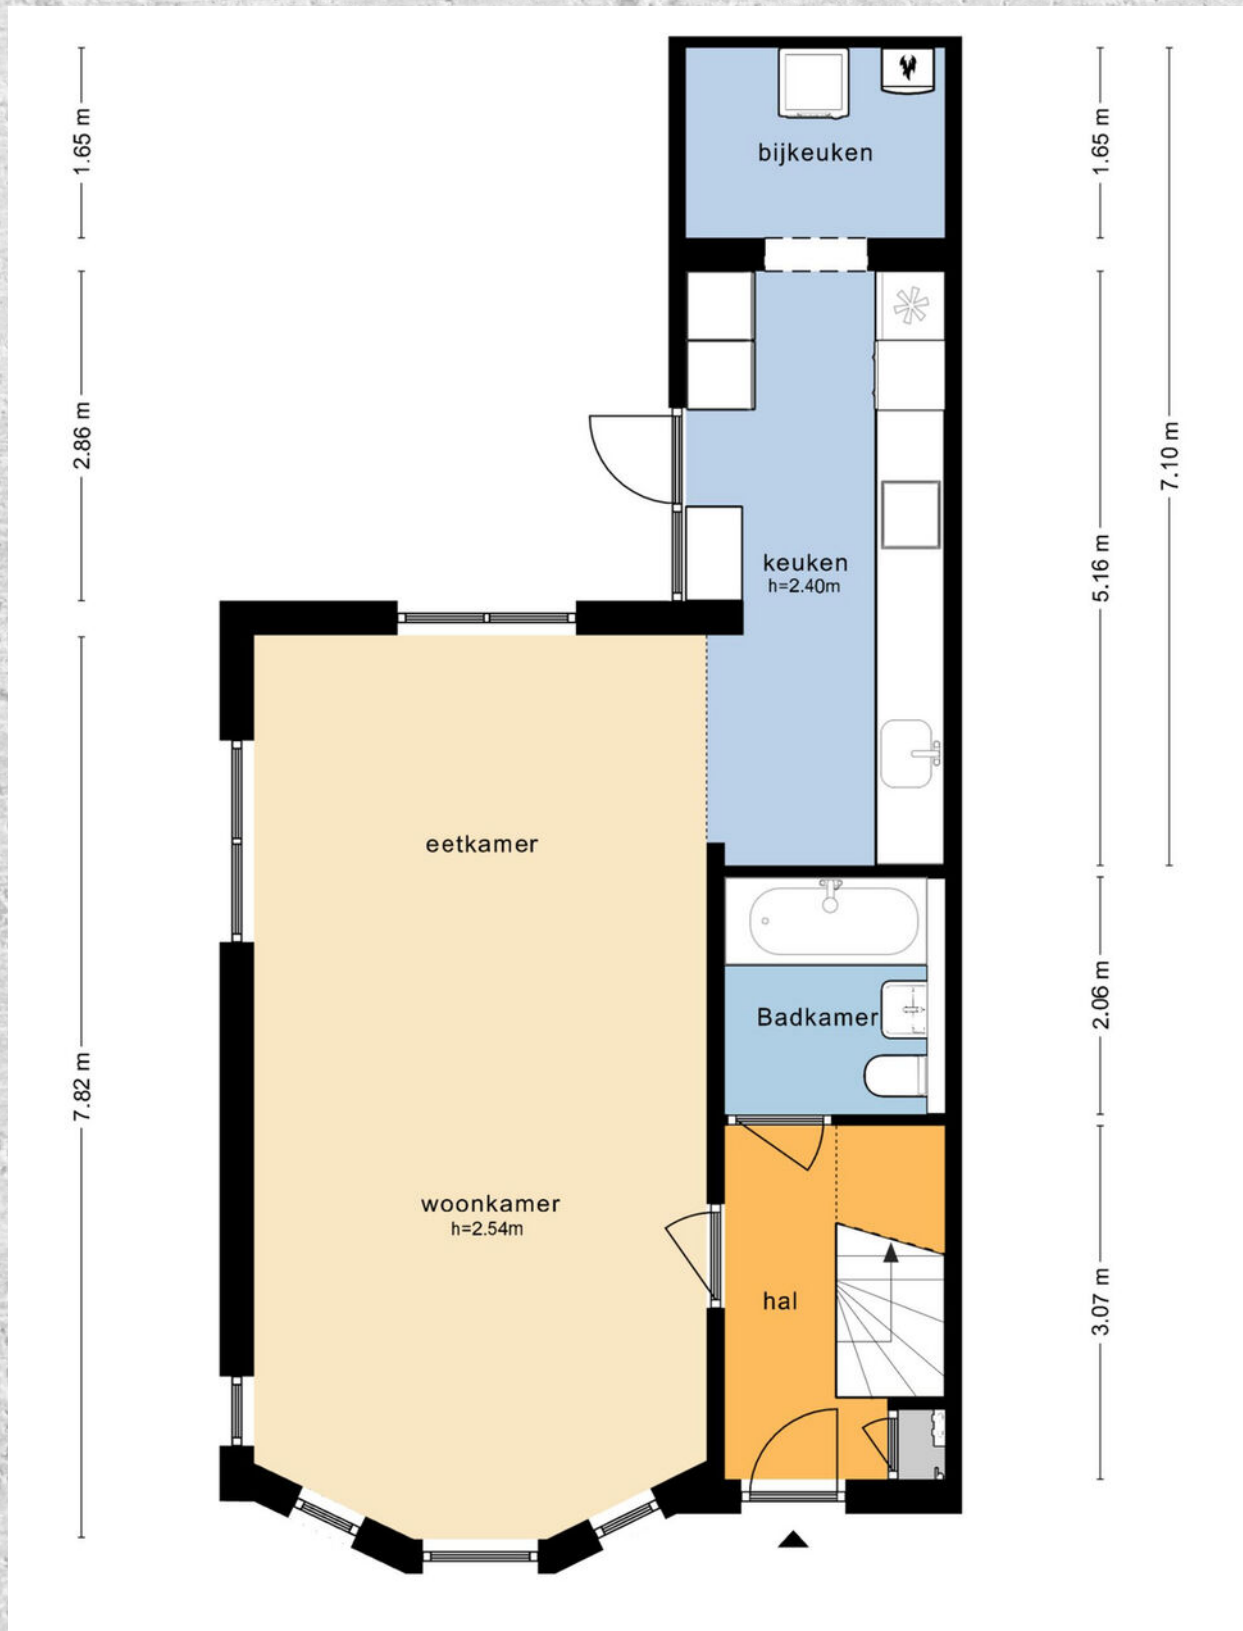 1.65 m
1.65 m
bijkeuken
2.86 m
7.10 m
5.16 m
keuken
h=2.40m
eetkamer
Badkamer
2.06 m
7.82 m
woonkamer
h=2.54m
hal
3.07 m